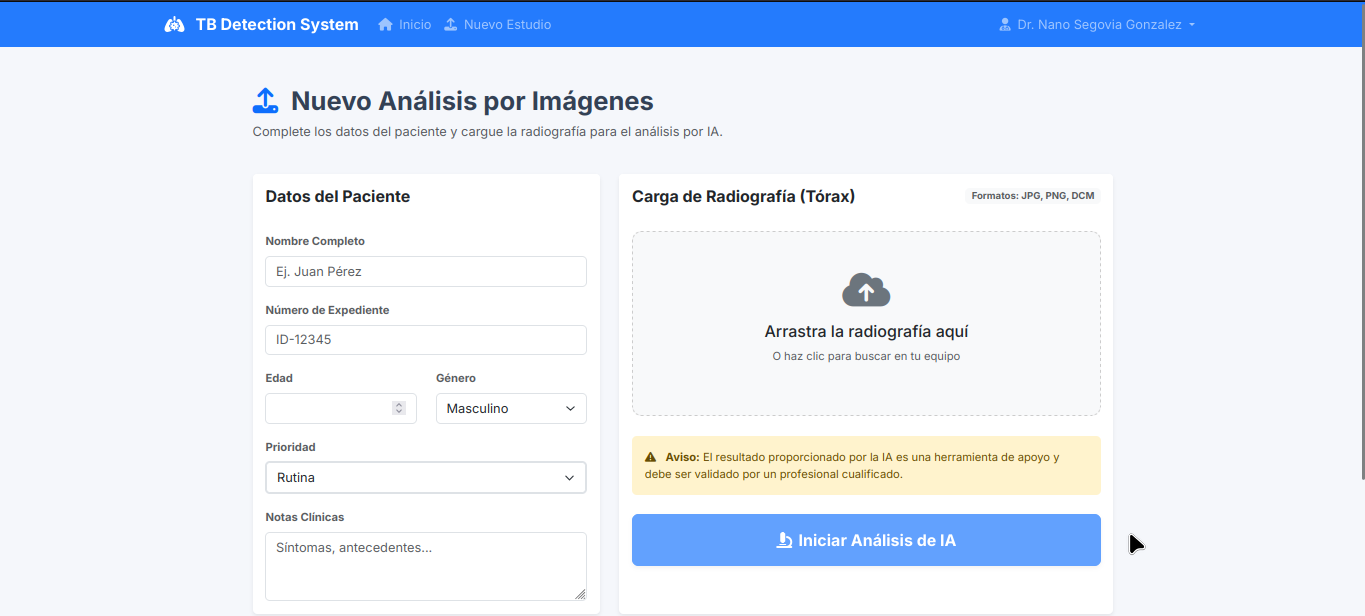 TB Detection System
Inicio
Nuevo Estudio
Dr. Nano Segovia Gonzalez
Nuevo Análisis por Imágenes
Complete los datos del paciente y cargue la radiografía para el análisis por IA.
Datos del Paciente
Nombre Completo
Ej. Juan Pérez
Número de Expediente
ID-12345
Edad
Género
Masculino
Prioridad
Rutina
Notas Clínicas
Síntomas, antecedentes...
Carga de Radiografía (Tórax)
Formatos: JPG, PNG, DCM
Arrastra la radiografía aquí
O haz clic para buscar en tu equipo
Aviso: El resultado proporcionado por la IA es una herramienta de apoyo y
debe ser validado por un profesional cualificado.
Iniciar Análisis de IA